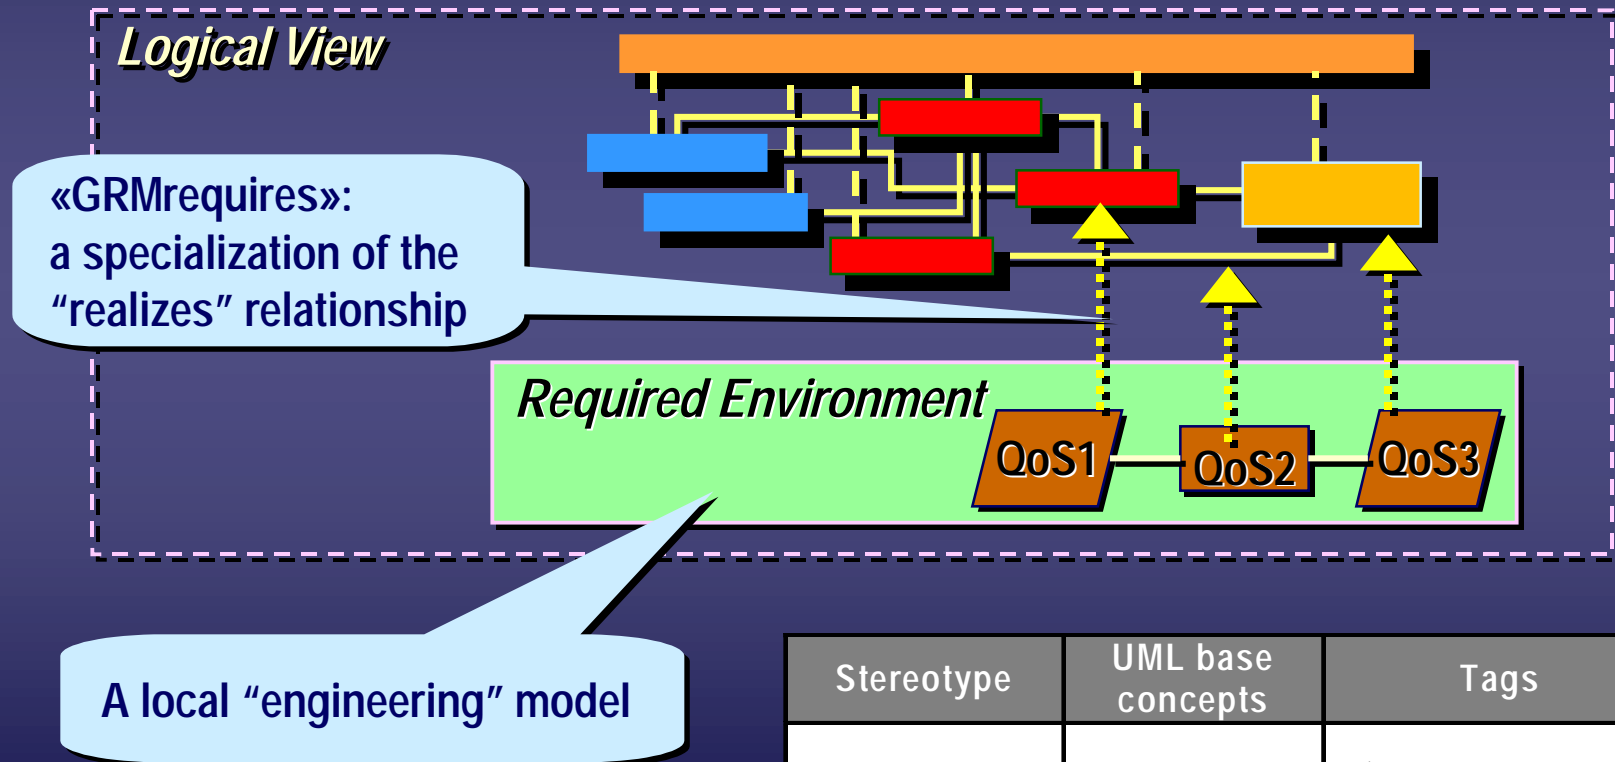 Logical View
«GRMrequires»:
a specialization of the
“realizes” relationship
Required Environment
QoS1
QoS2
QoS3
A local “engineering” model
Stereotype
UML base
concepts
Tags